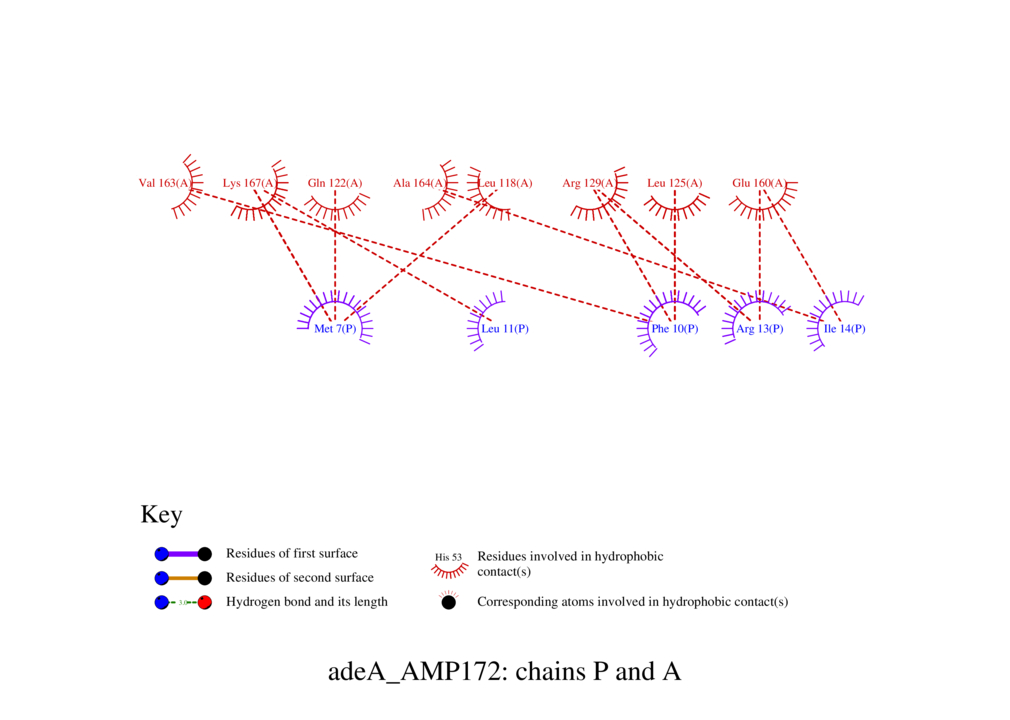 Val 163(A) Lys 167(A) Gln 122(A) Ala 164(A) Leu 118(A) Arg 129(A) Leu 125(A) Glu 160(A)
Met 7(P) Leu 11(P) Phe 10(P) Arg 13(P) Ile 14(P)
Key
Residues of first surface
Residues of second surface
3.0 Hydrogen bond and its length
His 53 Residues involved in hydrophobic
contact(s)
Corresponding atoms involved in hydrophobic contact(s)
adeA_AMP172: chains P and A